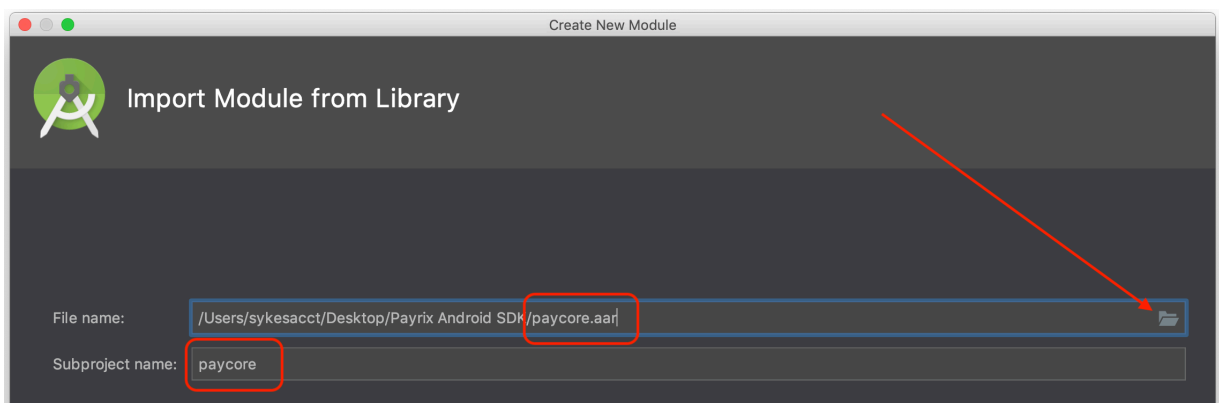 Create New Module
Import Module from Library
File name: /Users/sykesacct/Desktop/Payrix Android SDK/paycore.aar
Subproject name: paycore